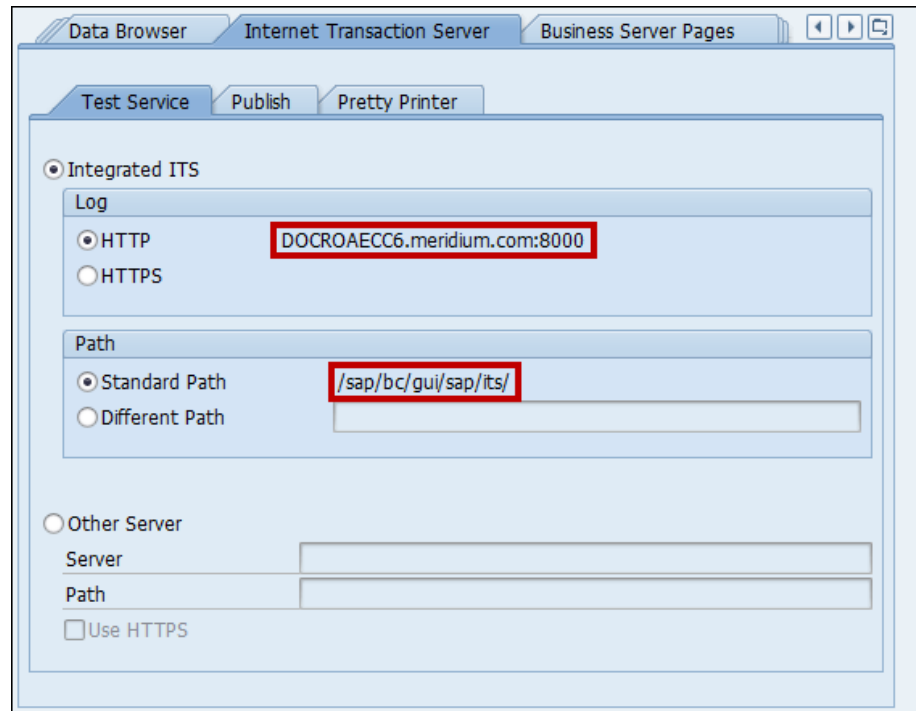 Data Browser Internet Transaction Server Business Server Pages
Test Service Publish Pretty Printer
Integrated ITS
Log
HTTP DOCROAECC6.meridium.com:8000
HTTPS
Path
Standard Path /sap/bc/gui/sap/its/
Different Path
Other Server
Server
Path
Use HTTPS